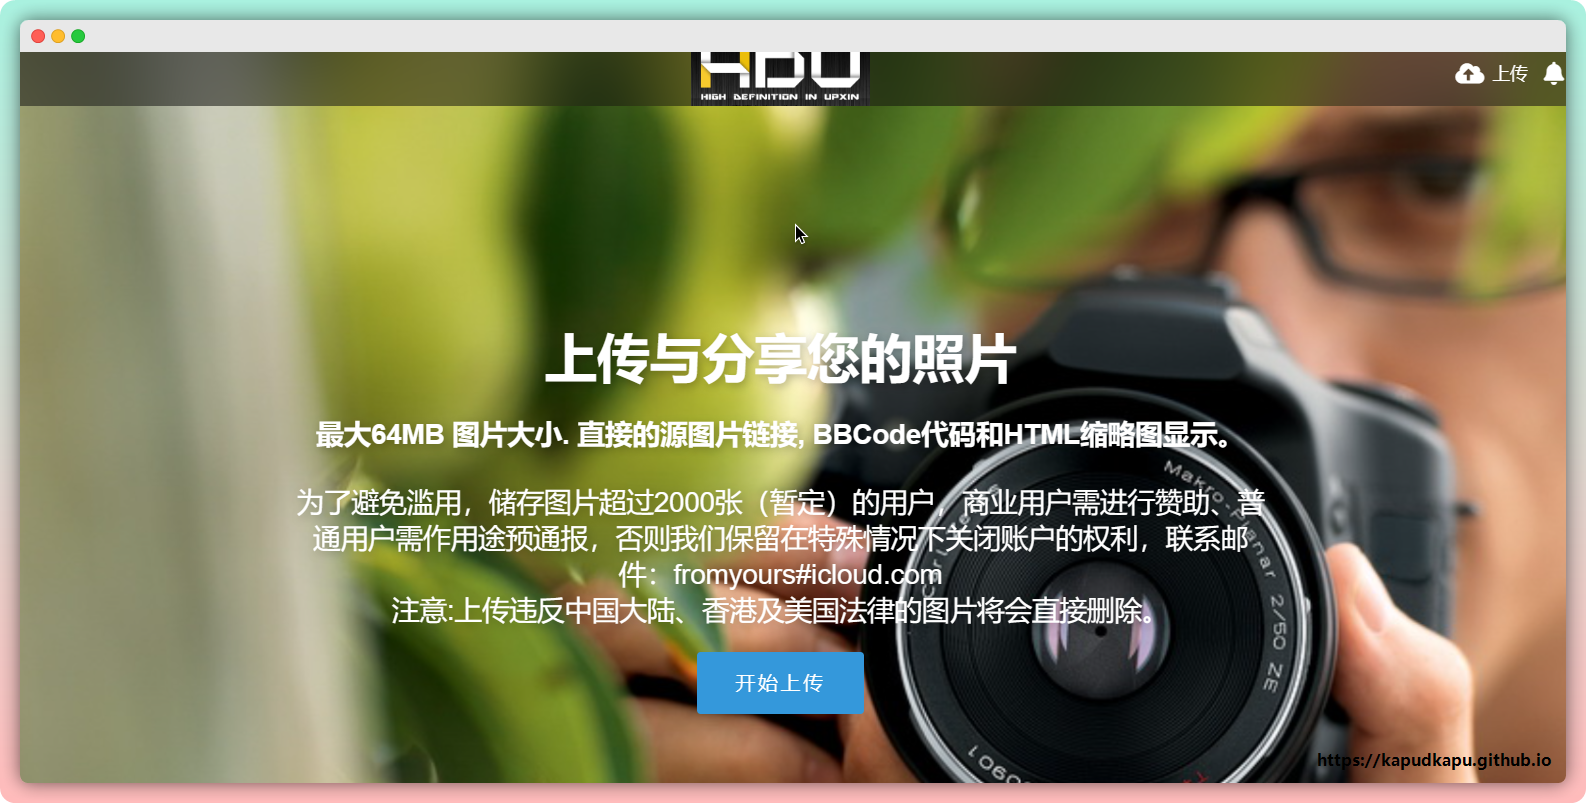 HDU
HIGH DEFINITION IN UPXIN
上传
上传与分享您的照片
最大64MB 图片大小. 直接的源图片链接, BBCode代码和HTML缩略图显示。
为了避免滥用，储存图片超过2000张（暂定）的用户，商业用户需进行赞助、普
通用户需作用途预通报，否则我们保留在特殊情况下关闭账户的权利，联系邮
件：fromyours#icloud.com
注意:上传违反中国大陆、香港及美国法律的图片将会直接删除。
开始上传
Makro-Planar 2/50 ZE
https://kapudkapu.github.io